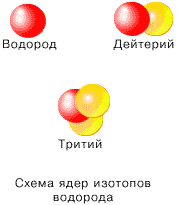 Водород
Дейтерий
Тритий
Схема ядер изотопов
водорода